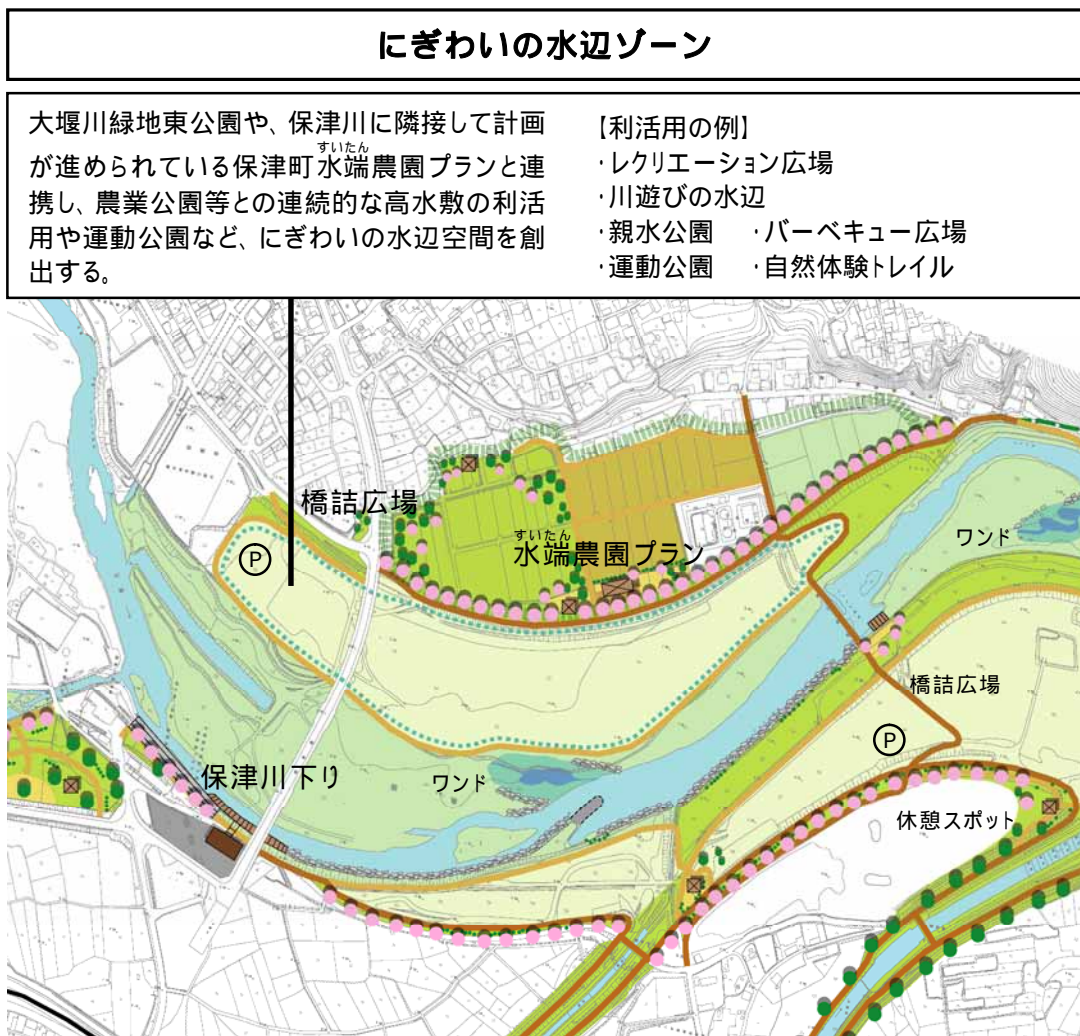 にぎわいの水辺ゾーン
大堰川緑地東公園や、保津川に隣接して計画
が進められている保津町水端農園プランと連
すいたん
携し、農業公園等との連続的な高水敷の利活
用や運動公園など、にぎわいの水辺空間を創
出する。
【利活用の例】
・レクリエーション広場
・川遊びの水辺
・親水公園 ・バーベキュー広場
・運動公園 ・自然体験トレイル
橋詰広場
P
すいたん
水端農園プラン
ワンド
橋詰広場
P
保津川下り
ワンド
休憩スポット